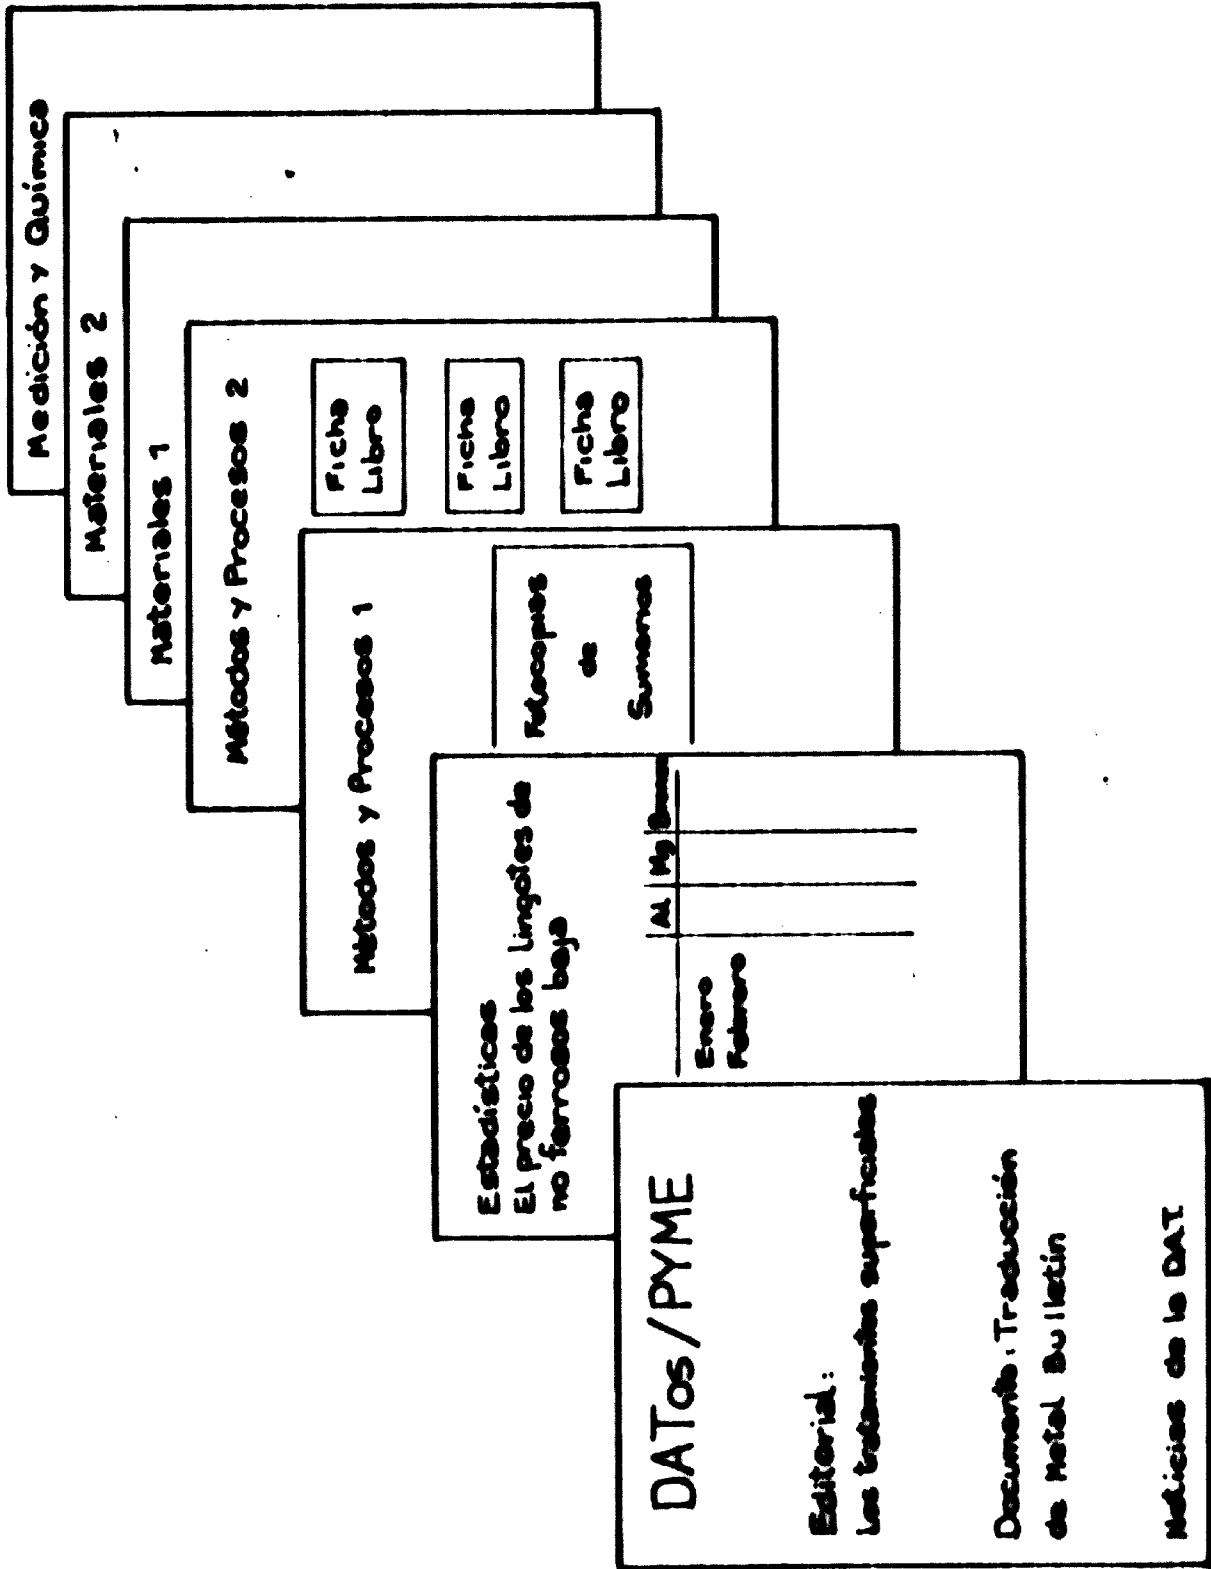 DATos/PYME
Editorial:
Los tratamientos superficiales
Documento: Traducción
de Metal Bulletín
Noticias de la DAT
Estadísticas
El precio de los lingotes de
no ferrosos baja
Al Mg
Enero
Febrero
Métodos y Procesos 1
Fotocopias
de
Sumarios
Métodos y Procesos 2
Ficha
Libro
Ficha
Libro
Ficha
Libro
Materiales 1
Materiales 2
Medición y Química